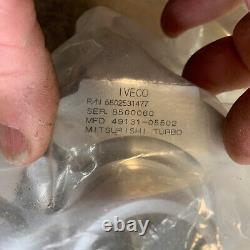 IVECO
P/N 5802531477
SER. 8500060
MFD 49131-05502
MITSUBISHI TURBO